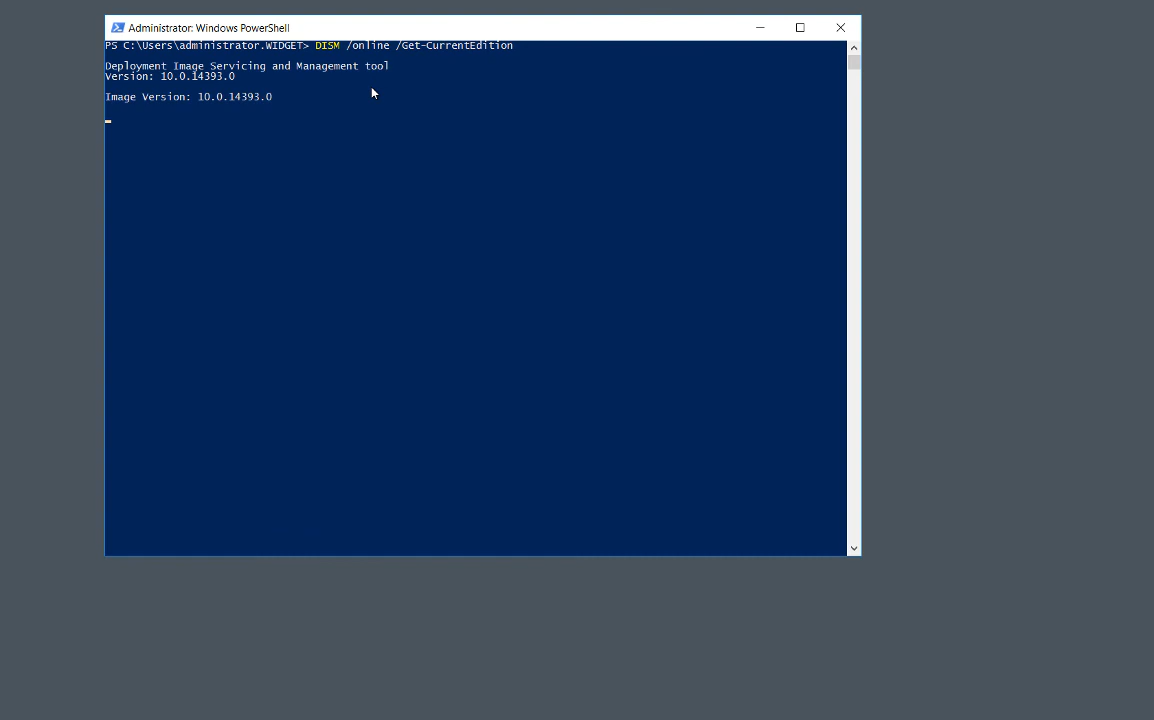 Administrator: Windows PowerShell
PS C:\Users\administrator.WIDGET> DISM /online /Get-CurrentEdition
Deployment Image Servicing and Management tool
Version: 10.0.14393.0
Image Version: 10.0.14393.0